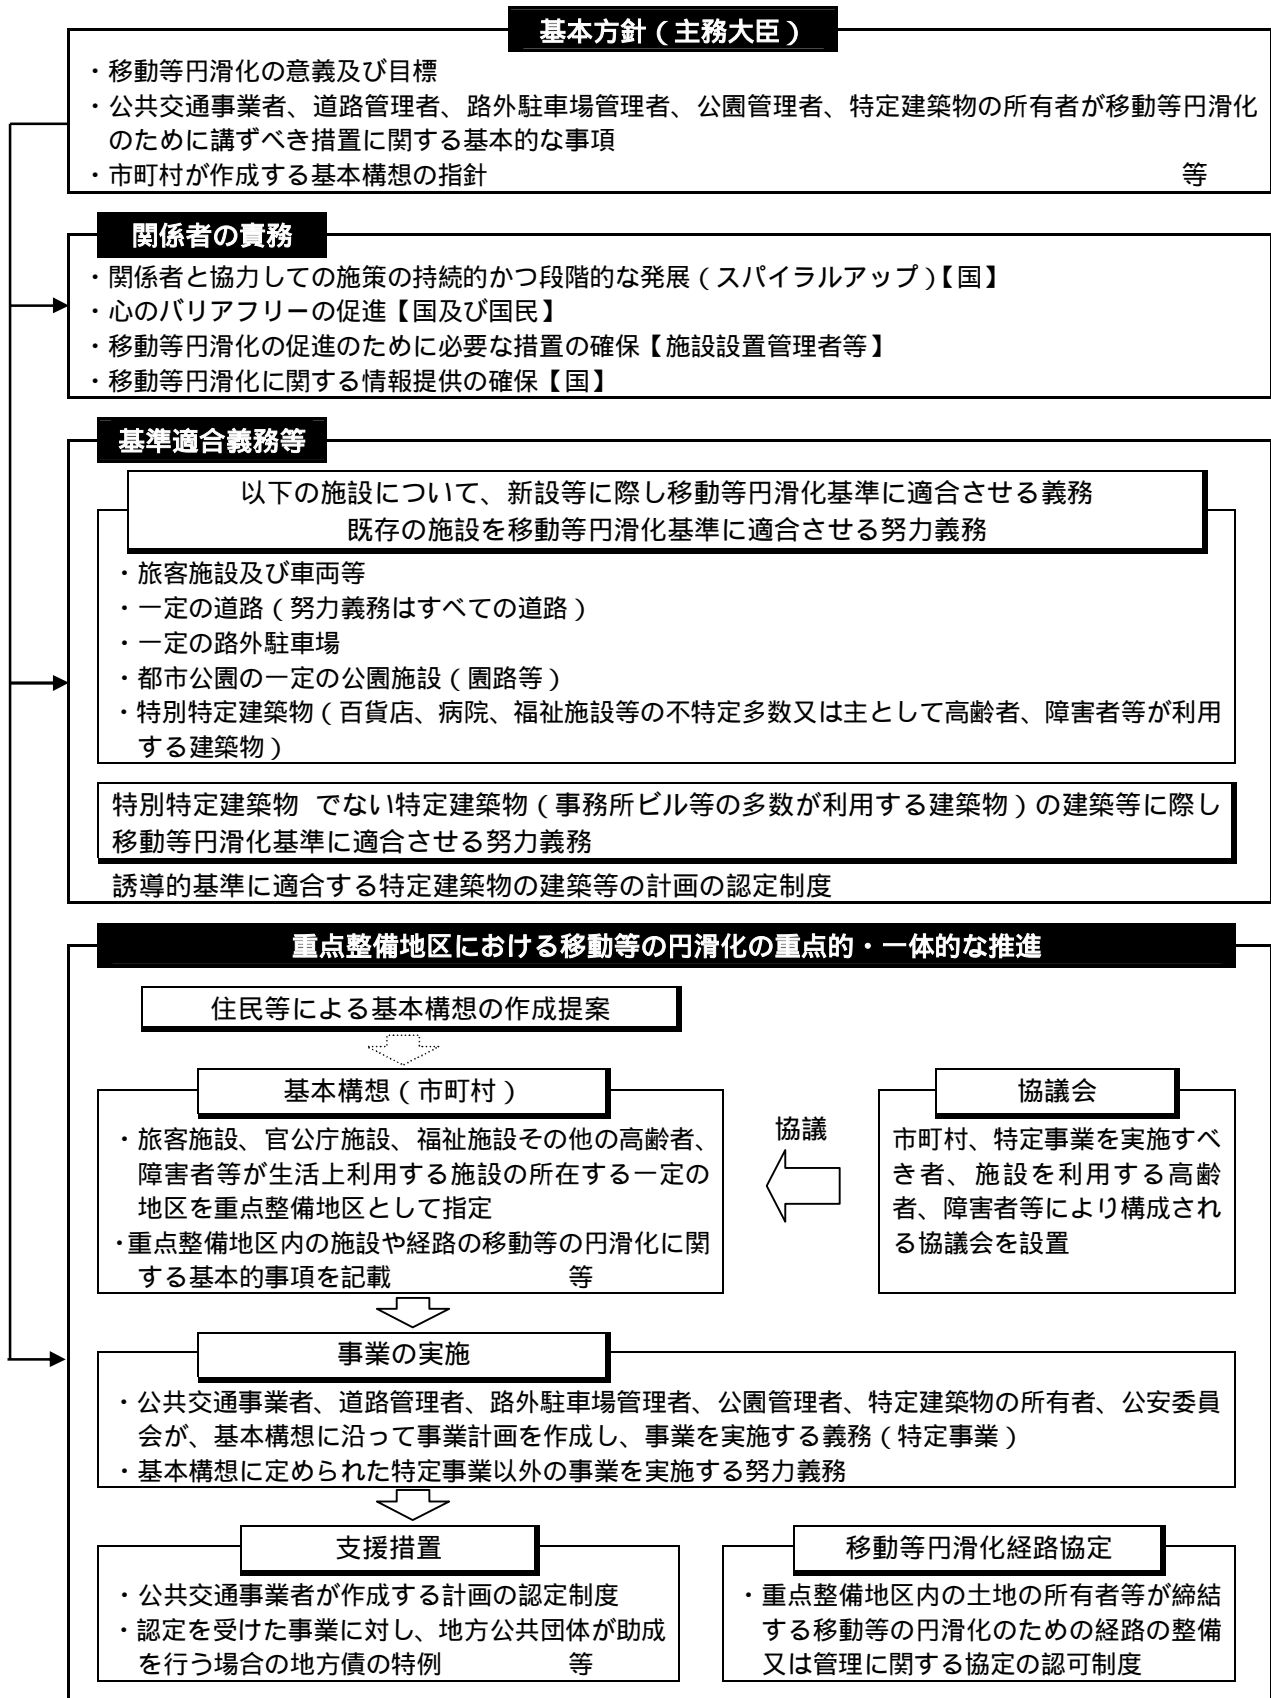 基本方針（主務大臣）
・移動等円滑化の意義及び目標
・公共交通事業者、道路管理者、路外駐車場管理者、公園管理者、特定建築物の所有者が移動等円滑化
のために講ずべき措置に関する基本的な事項
・市町村が作成する基本構想の指針 等
関係者の責務
・関係者と協力しての施策の持続的かつ段階的な発展（スパイラルアップ）【国】
・心のバリアフリーの促進【国及び国民】
・移動等円滑化の促進のために必要な措置の確保【施設設置管理者等】
・移動等円滑化に関する情報提供の確保【国】
基準適合義務等
以下の施設について、新設等に際し移動等円滑化基準に適合させる義務
既存の施設を移動等円滑化基準に適合させる努力義務
・旅客施設及び車両等
・一定の道路（努力義務はすべての道路）
・一定の路外駐車場
・都市公園の一定の公園施設（園路等）
・特別特定建築物（百貨店、病院、福祉施設等の不特定多数又は主として高齢者、障害者等が利用
する建築物）
特別特定建築物 でない特定建築物（事務所ビル等の多数が利用する建築物）の建築等に際し
移動等円滑化基準に適合させる努力義務
誘導的基準に適合する特定建築物の建築等の計画の認定制度
重点整備地区における移動等の円滑化の重点的・一体的な推進
住民等による基本構想の作成提案
基本構想（市町村）
・旅客施設、官公庁施設、福祉施設その他の高齢者、
障害者等が生活上利用する施設の所在する一定の
地区を重点整備地区として指定
・重点整備地区内の施設や経路の移動等の円滑化に関
する基本的事項を記載 等
協議
協議会
市町村、特定事業を実施すべ
き者、施設を利用する高齢
者、障害者等により構成され
る協議会を設置
事業の実施
・公共交通事業者、道路管理者、路外駐車場管理者、公園管理者、特定建築物の所有者、公安委員
会が、基本構想に沿って事業計画を作成し、事業を実施する義務（特定事業）
・基本構想に定められた特定事業以外の事業を実施する努力義務
支援措置
・公共交通事業者が作成する計画の認定制度
・認定を受けた事業に対し、地方公共団体が助成
を行う場合の地方債の特例 等
移動等円滑化経路協定
・重点整備地区内の土地の所有者等が締結
する移動等の円滑化のための経路の整備
又は管理に関する協定の認可制度